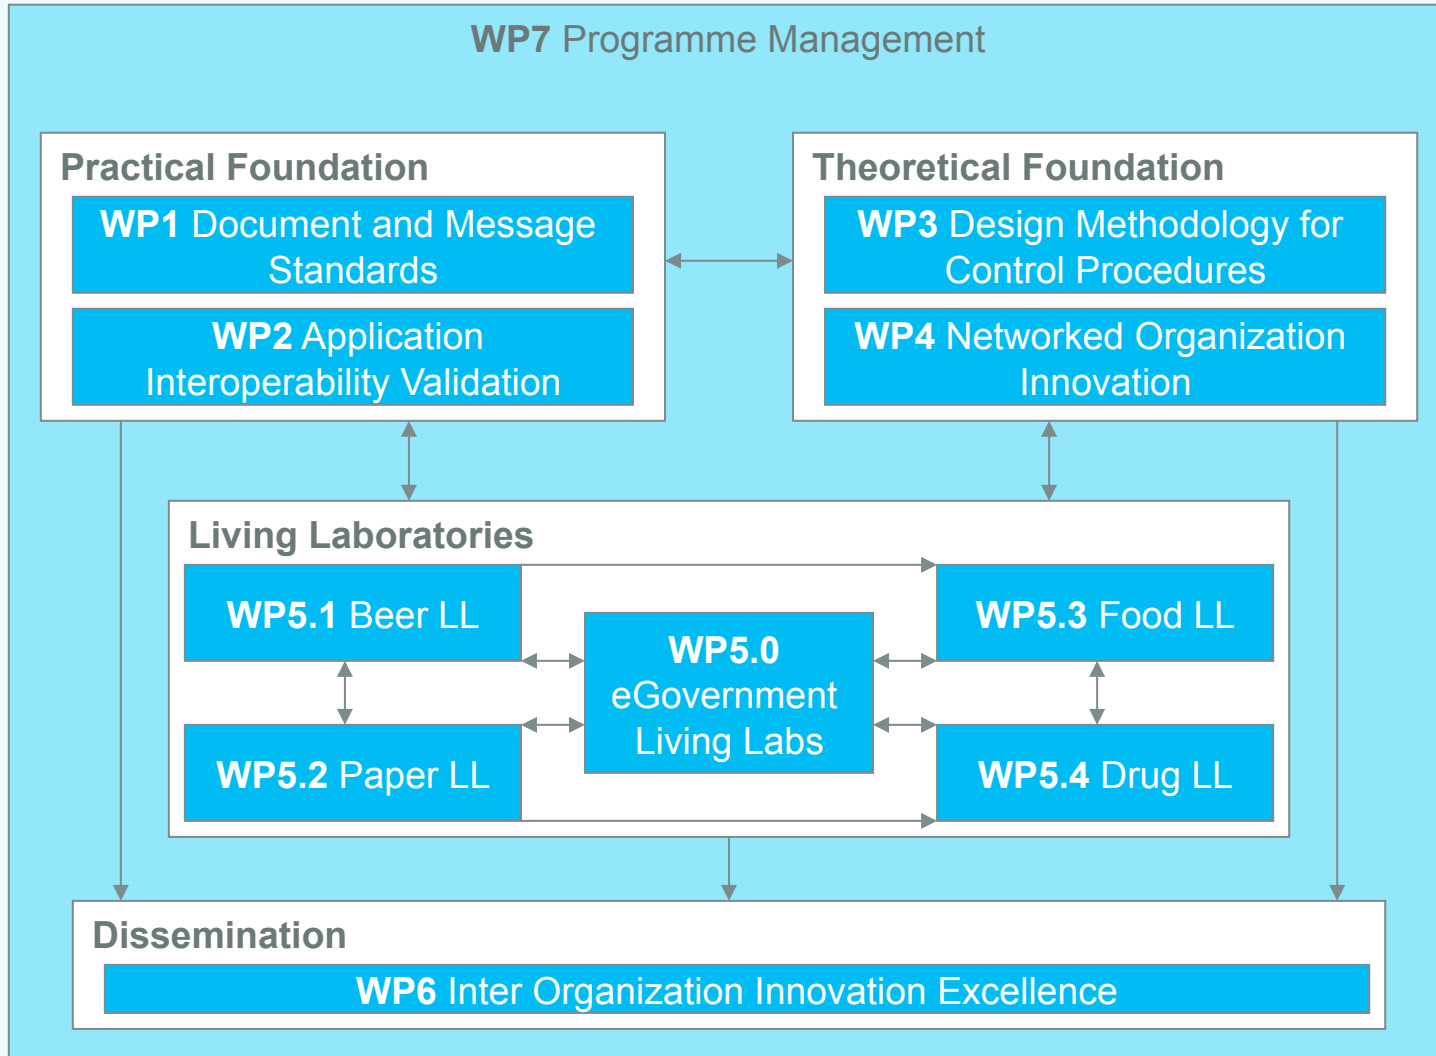 WP7 Programme Management
Practical Foundation
WP1 Document and Message
Standards
WP2 Application
Interoperability Validation
Theoretical Foundation
WP3 Design Methodology for
Control Procedures
WP4 Networked Organization
Innovation
Living Laboratories
WP5.1 Beer LL
WP5.2 Paper LL
WP5.0
eGovernment
Living Labs
WP5.3 Food LL
WP5.4 Drug LL
Dissemination
WP6 Inter Organization Innovation Excellence